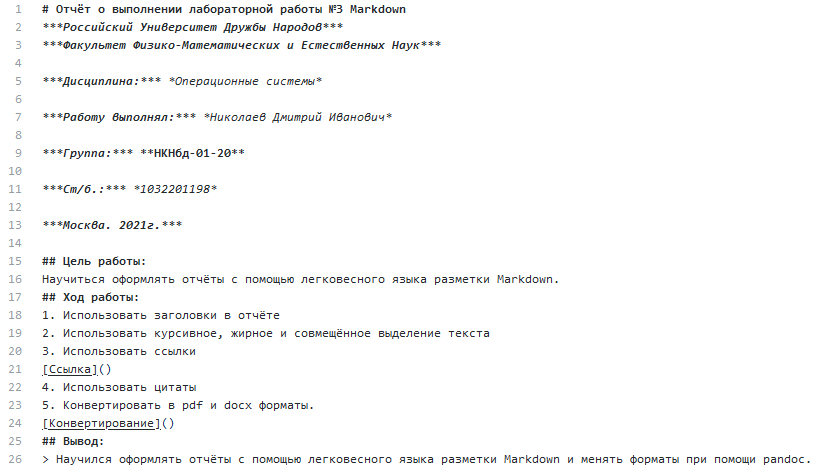 1 # Отчёт о выполнении лабораторной работы №3 Markdown
2 ***Российский Университет Дружбы Народов***
3 ***Факультет Физико-Математических и Естественных Наук***
4
5 ***Дисциплина:*** *Операционные системы*
6
7 ***Работу выполнял:*** *Николаев Дмитрий Иванович*
8
9 ***Группа:*** **НКНбд-01-20**
10
11 ***Ст/б.:*** *1032201198*
12
13 ***Москва. 2021г.***
14
15 ## Цель работы:
16 Научиться оформлять отчёты с помощью легковесного языка разметки Markdown.
17 ## Ход работы:
18 1. Использовать заголовки в отчёте
19 2. Использовать курсивное, жирное и совмещённое выделение текста
20 3. Использовать ссылки
21 [Ссылка]()
22 4. Использовать цитаты
23 5. Конвертировать в pdf и docx форматы.
24 [Конвертирование]()
25 ## Вывод:
26 > Научился оформлять отчёты с помощью легковесного языка разметки Markdown и менять форматы при помощи pandoc.